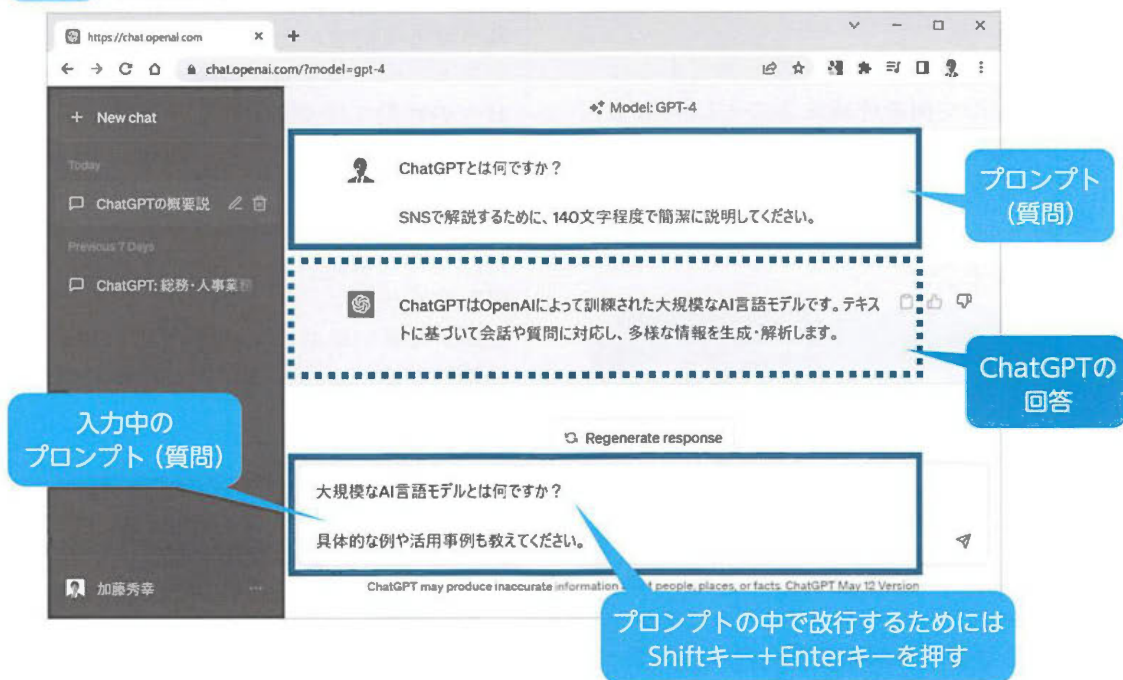 https://chat.openai.com
chat.openai.com/?model=gpt-4
New chat
Model: GPT-4
Today
ChatGPTとは何ですか？
プロンプト
（質問）
ChatGPTの概要説
SNSで解説するために、140文字程度で簡潔に説明してください。
Previous 7 Days
ChatGPT: 総務・人事業務
ChatGPTはOpenAIによって訓練された大規模なAI言語モデルです。テキス
トに基づいて会話や質問に対応し、多様な情報を生成・解析します。
ChatGPTの
回答
入力中の
プロンプト（質問）
Regenerate response
大規模なAI言語モデルとは何ですか？
具体的な例や活用事例も教えてください。
加藤秀幸
ChatGPT may produce inaccurate information people, places, or facts. ChatGPT May 12 Version
プロンプトの中で改行するためには
Shiftキー＋Enterキーを押す